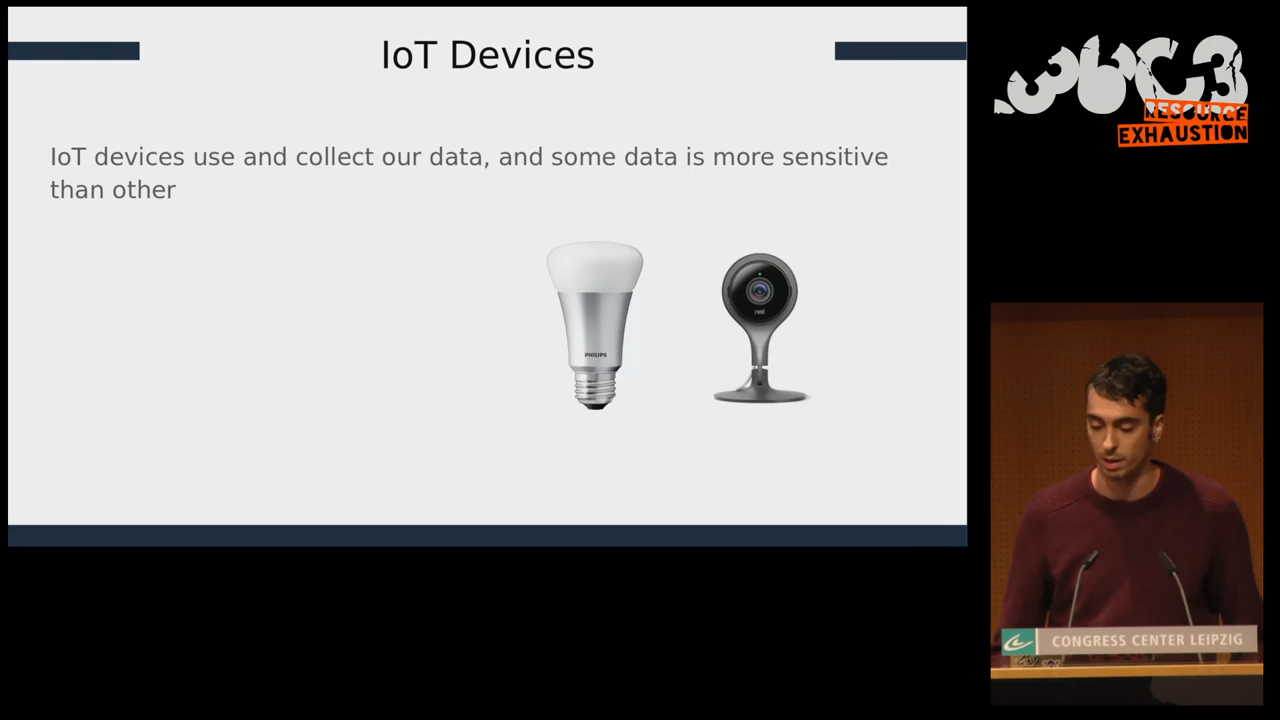 IoT Devices
IoT devices use and collect our data, and some data is more sensitive
than other
PHILIPS
nest
36C3
RESOURCE
EXHAUSTION
CONGRESS CENTER LEIPZIG